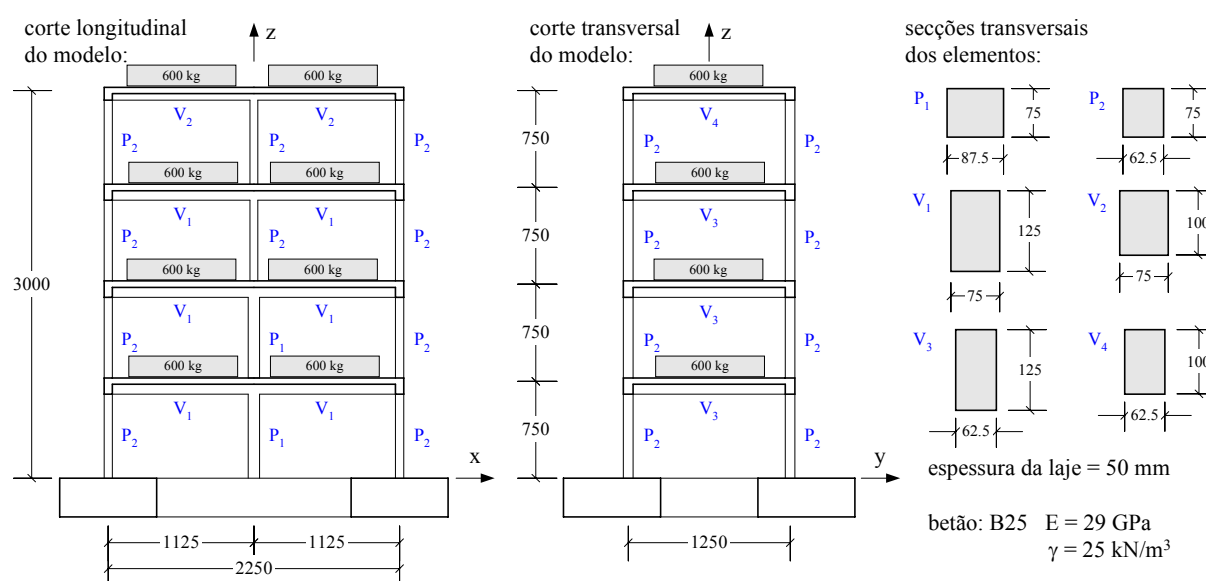 corte longitudinal
do modelo:
z
600 kg 600 kg
V2 V2
P2 P2 P2
600 kg 600 kg
V1 V1
P2 P2 P2
600 kg 600 kg
V1 V1
P2 P1 P2
600 kg 600 kg
V1 V1
P2 P1 P2
3000
x
1125 1125
2250
corte transversal
do modelo:
z
600 kg
V4
P2 P2
600 kg
V3
P2 P2
600 kg
V3
P2 P2
600 kg
V3
P2 P2
750
750
750
750
y
1250
secções transversais
dos elementos:
P1 75 P2 75
87.5 62.5
V1 125 V2 100
75 75
V3 125 V4 100
62.5 62.5
espessura da laje = 50 mm
betão: B25 E = 29 GPa
γ = 25 kN/m³